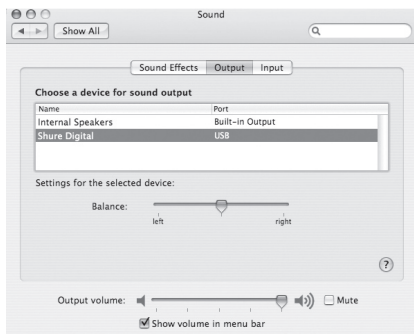 Sound
Show All
Sound Effects Output Input
Choose a device for sound output
Name Port
Internal Speakers Built-in Output
Shure Digital USB
Settings for the selected device:
Balance:
left right
?
Output volume: Mute
Show volume in menu bar